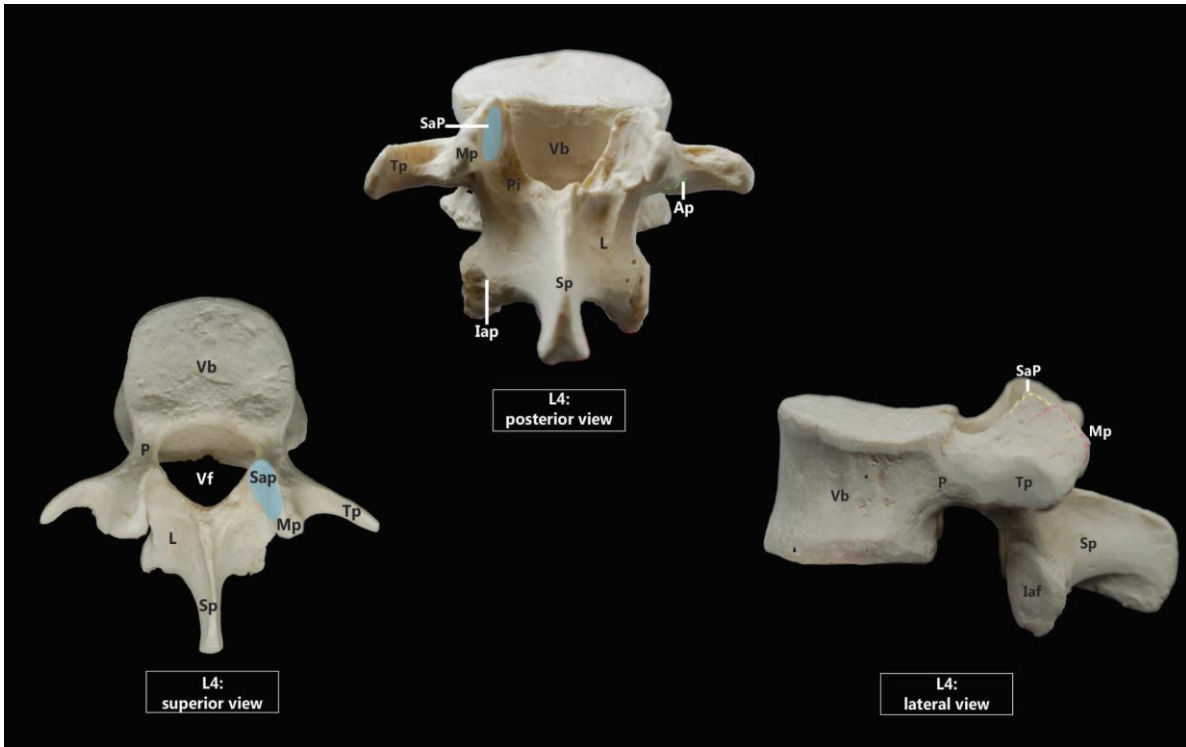 SaP
Tp
Mp
Vb
Pi
Ap
L
Sp
Iap
L4:
posterior view
Vb
P
Vf
Sap
Mp
Tp
L
Sp
L4:
superior view
SaP
Mp
Vb
P
Tp
Sp
Iaf
L4:
lateral view